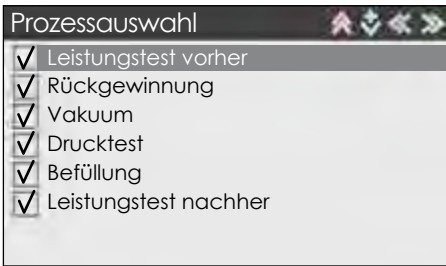 Prozessauswahl
Leistungstest vorher
Rückgewinnung
Vakuum
Drucktest
Befüllung
Leistungstest nachher